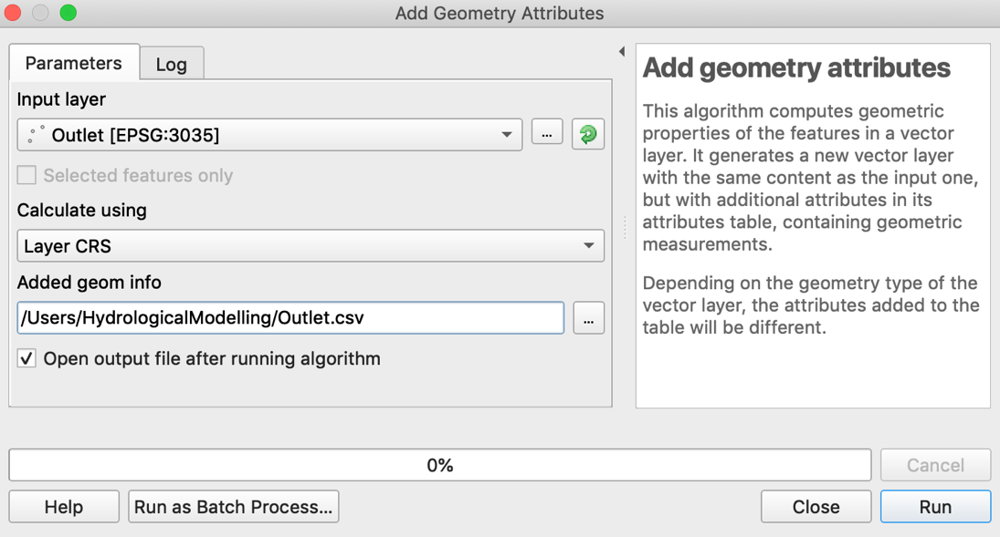 Add Geometry Attributes
Parameters
Log
Input layer
Outlet [EPSG:3035]
...
Selected features only
Calculate using
Layer CRS
Added geom info
/Users/HydrologicalModelling/Outlet.csv
...
Open output file after running algorithm
Add geometry attributes
This algorithm computes geometric
properties of the features in a vector
layer. It generates a new vector layer
with the same content as the input one,
but with additional attributes in its
attributes table, containing geometric
measurements.
Depending on the geometry type of the
vector layer, the attributes added to the
table will be different.
0%
Cancel
Help
Run as Batch Process...
Close
Run